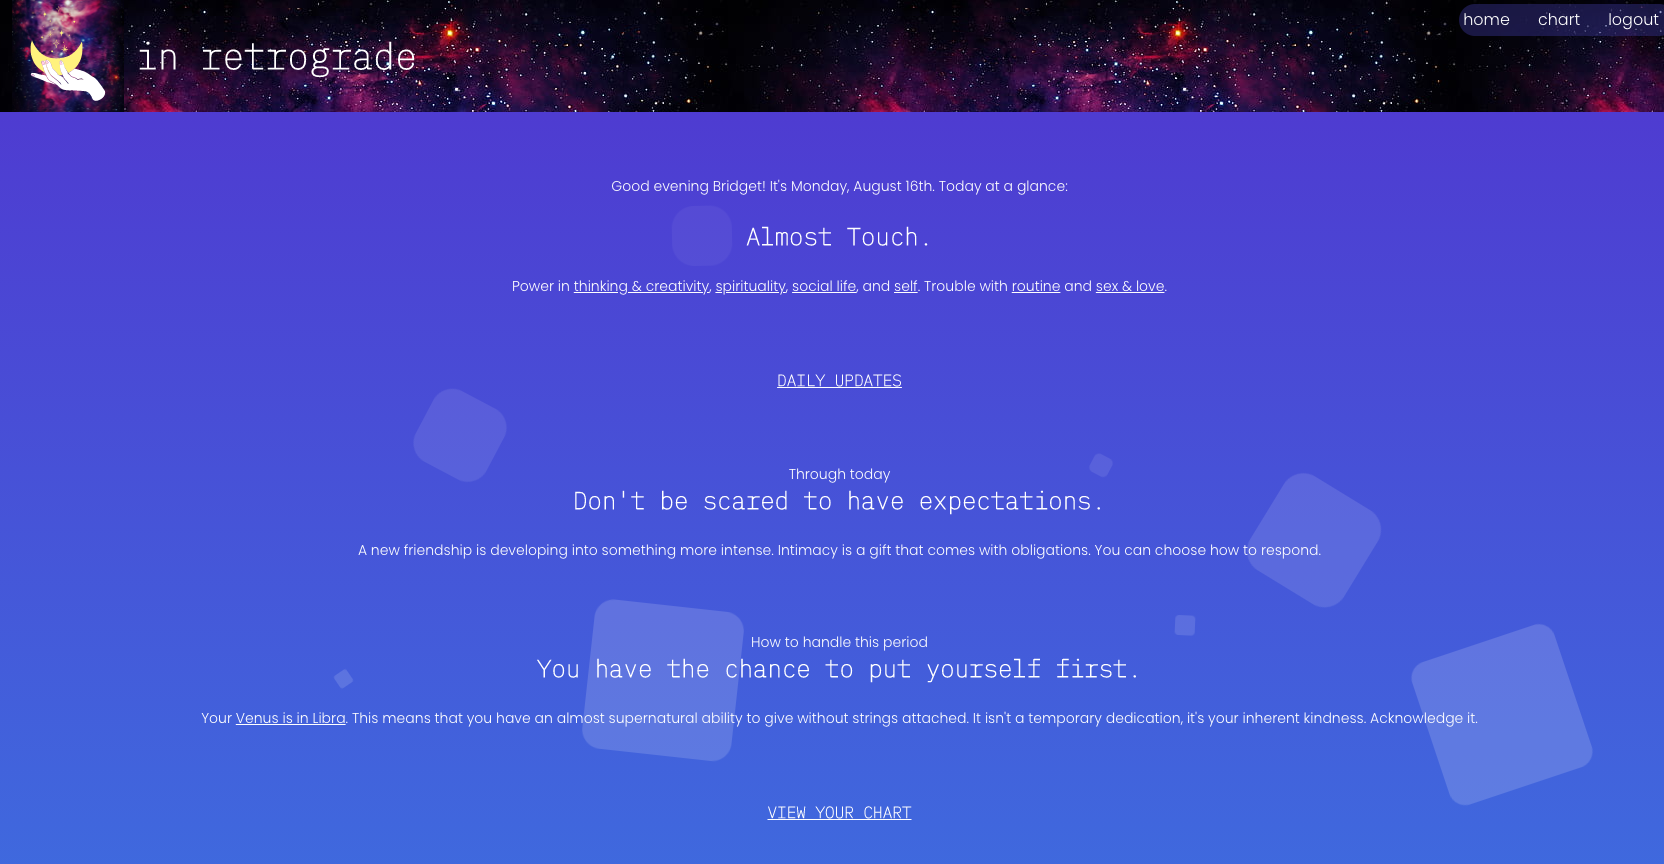 home chart logout
in retrograde
Good evening Bridget! It's Monday, August 16th. Today at a glance:
Almost Touch.
Power in thinking & creativity, spirituality, social life, and self. Trouble with routine and sex & love.
DAILY UPDATES
Through today
Don't be scared to have expectations.
A new friendship is developing into something more intense. Intimacy is a gift that comes with obligations. You can choose how to respond.
How to handle this period
You have the chance to put yourself first.
Your Venus is in Libra. This means that you have an almost supernatural ability to give without strings attached. It isn't a temporary dedication, it's your inherent kindness. Acknowledge it.
VIEW YOUR CHART